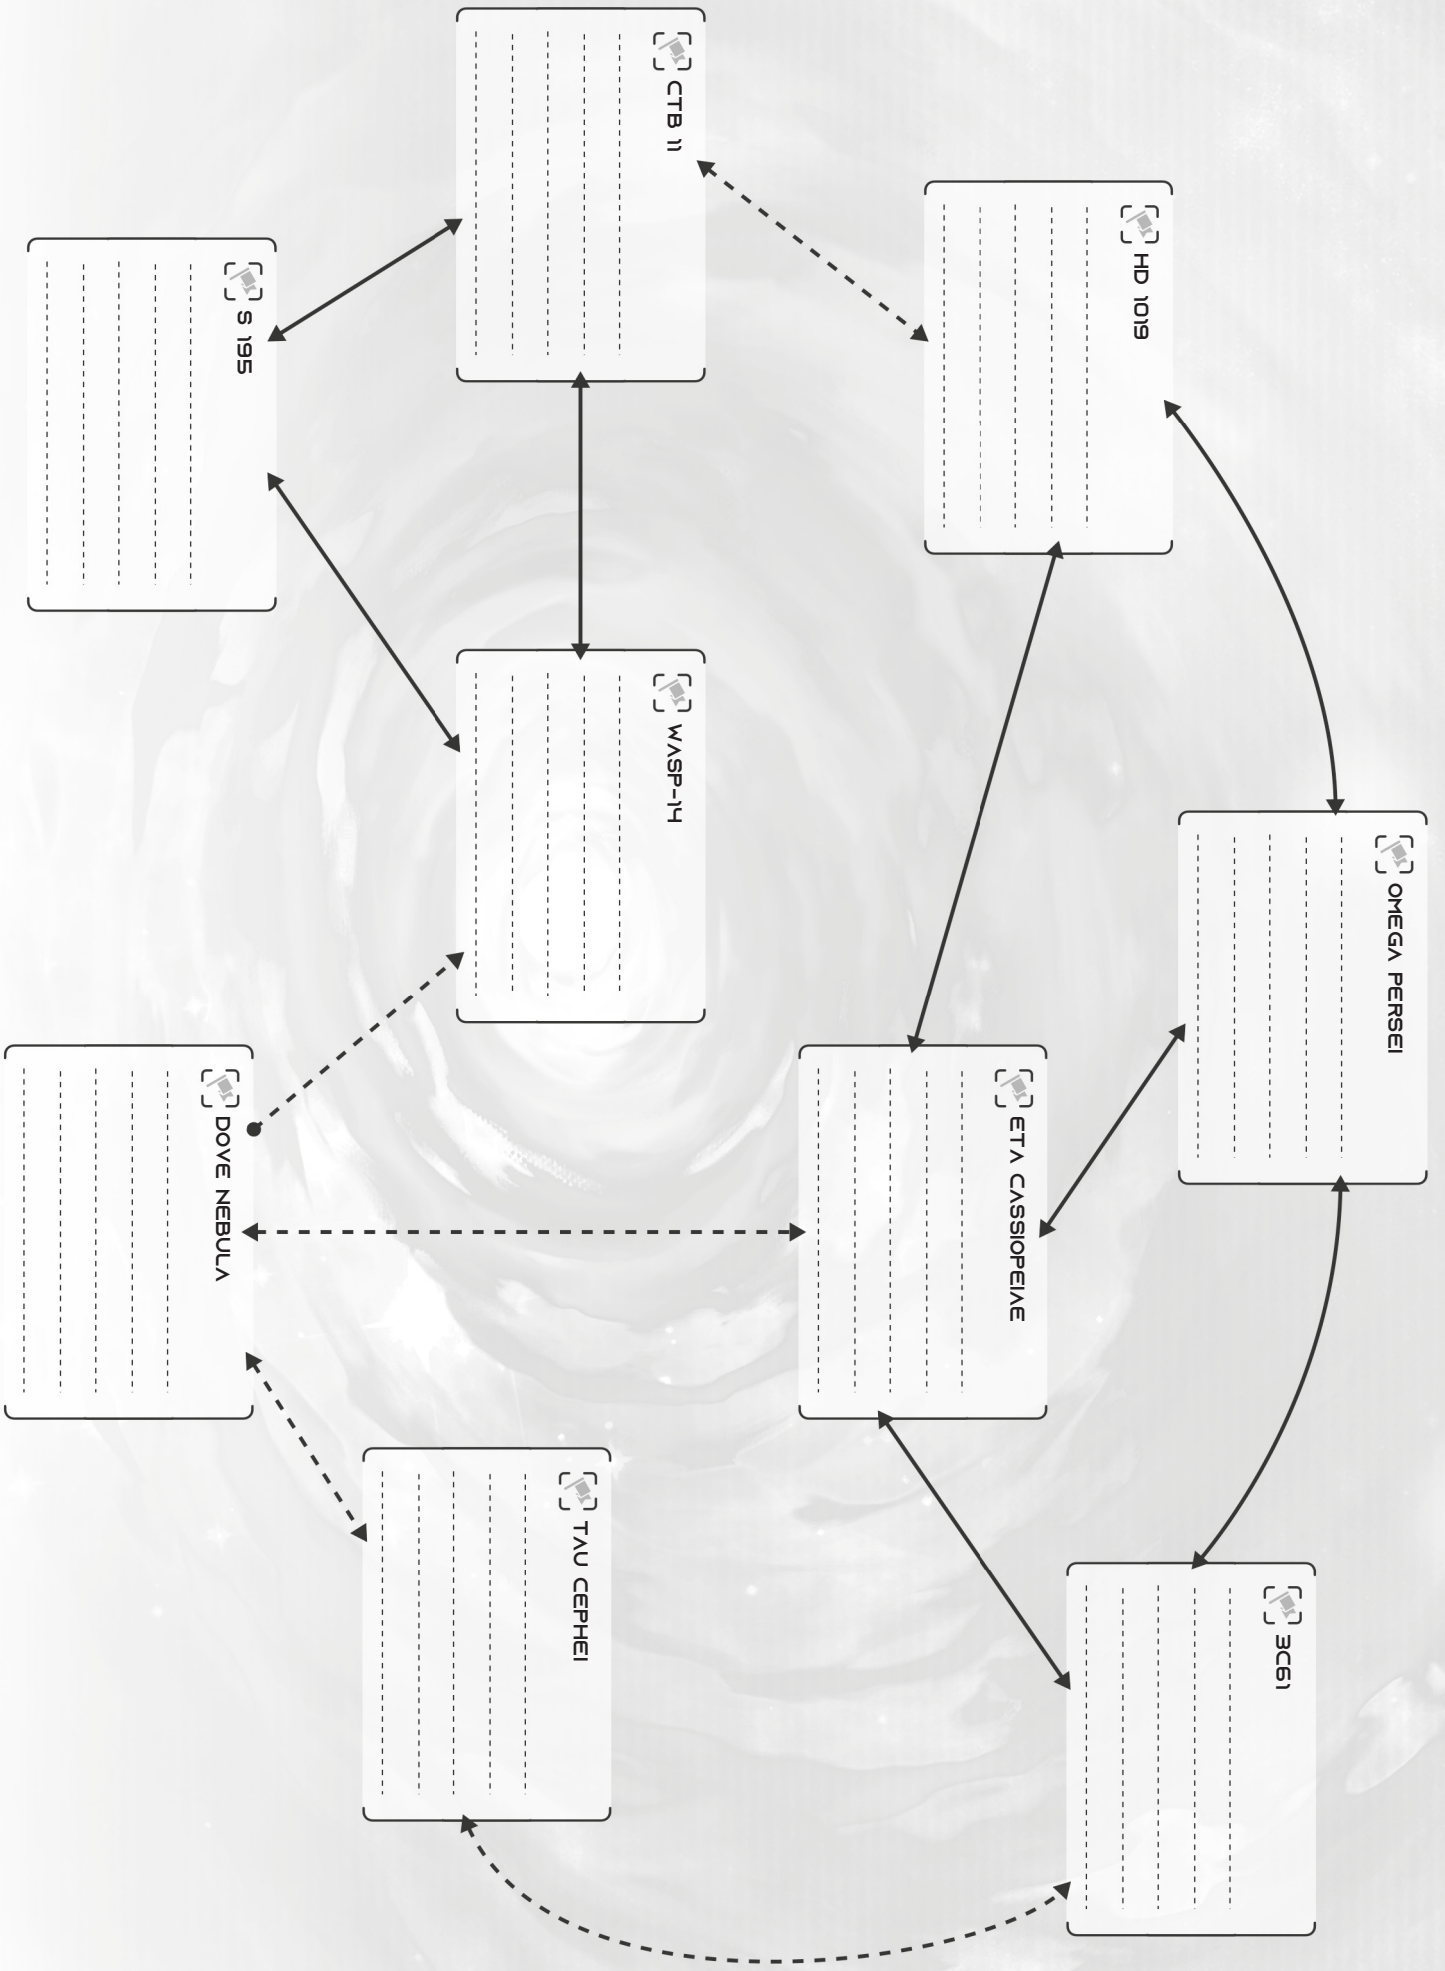 OMEGA PERSEI
3C61
HD 1019
ETA CASSIOPEIAE
CTB 11
WASP-14
TAU CEPHEI
S 195
DOVE NEBULA